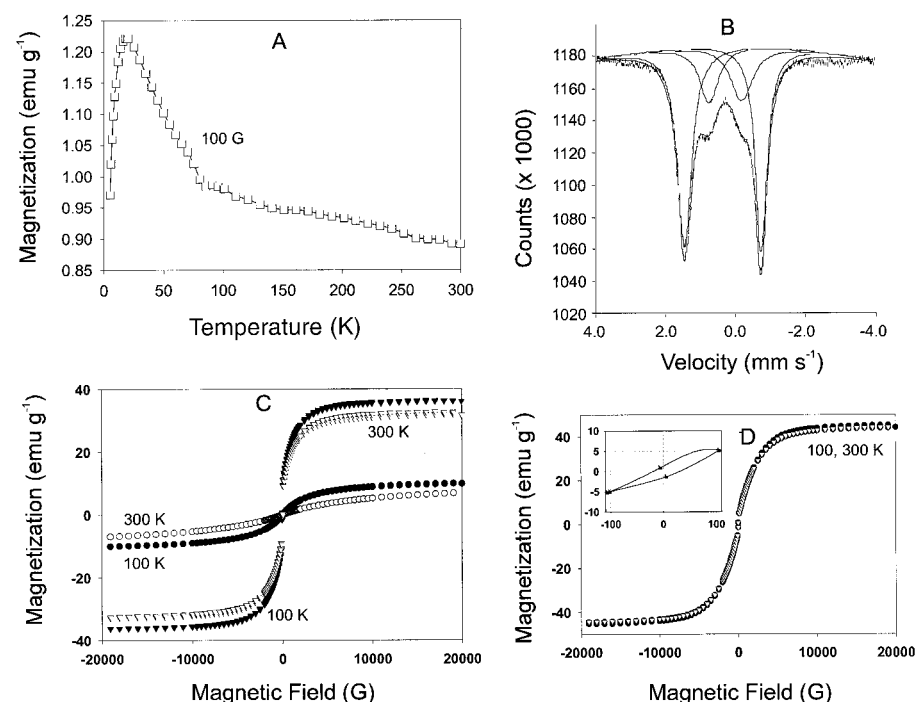 A
Magnetization (emu g-1)
1.25
1.20
1.15
1.10
1.05
1.00
0.95
0.90
0.85
100 G
0 50 100 150 200 250 300
Temperature (K)
B
Counts (x 1000)
1180
1160
1140
1120
1100
1080
1060
1040
1020
4.0 2.0 0.0 -2.0 -4.0
Velocity (mm s-1)
C
Magnetization (emu g-1)
40
20
0
-20
-40
300 K
300 K
100 K
100 K
-20000 -10000 0 10000 20000
Magnetic Field (G)
D
Magnetization (emu g-1)
40
20
0
-20
-40
100, 300 K
10
5
0
-5
-10
-100 0 100
-20000 -10000 0 10000 20000
Magnetic Field (G)